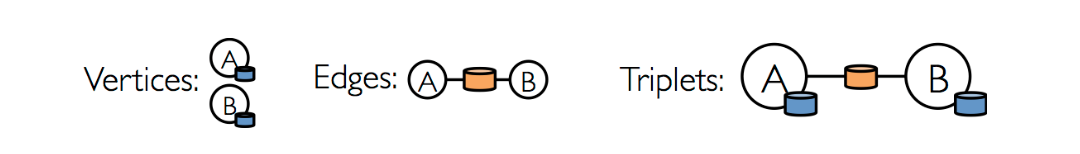 Vertices: A
B
Edges: A B
Triplets: A B